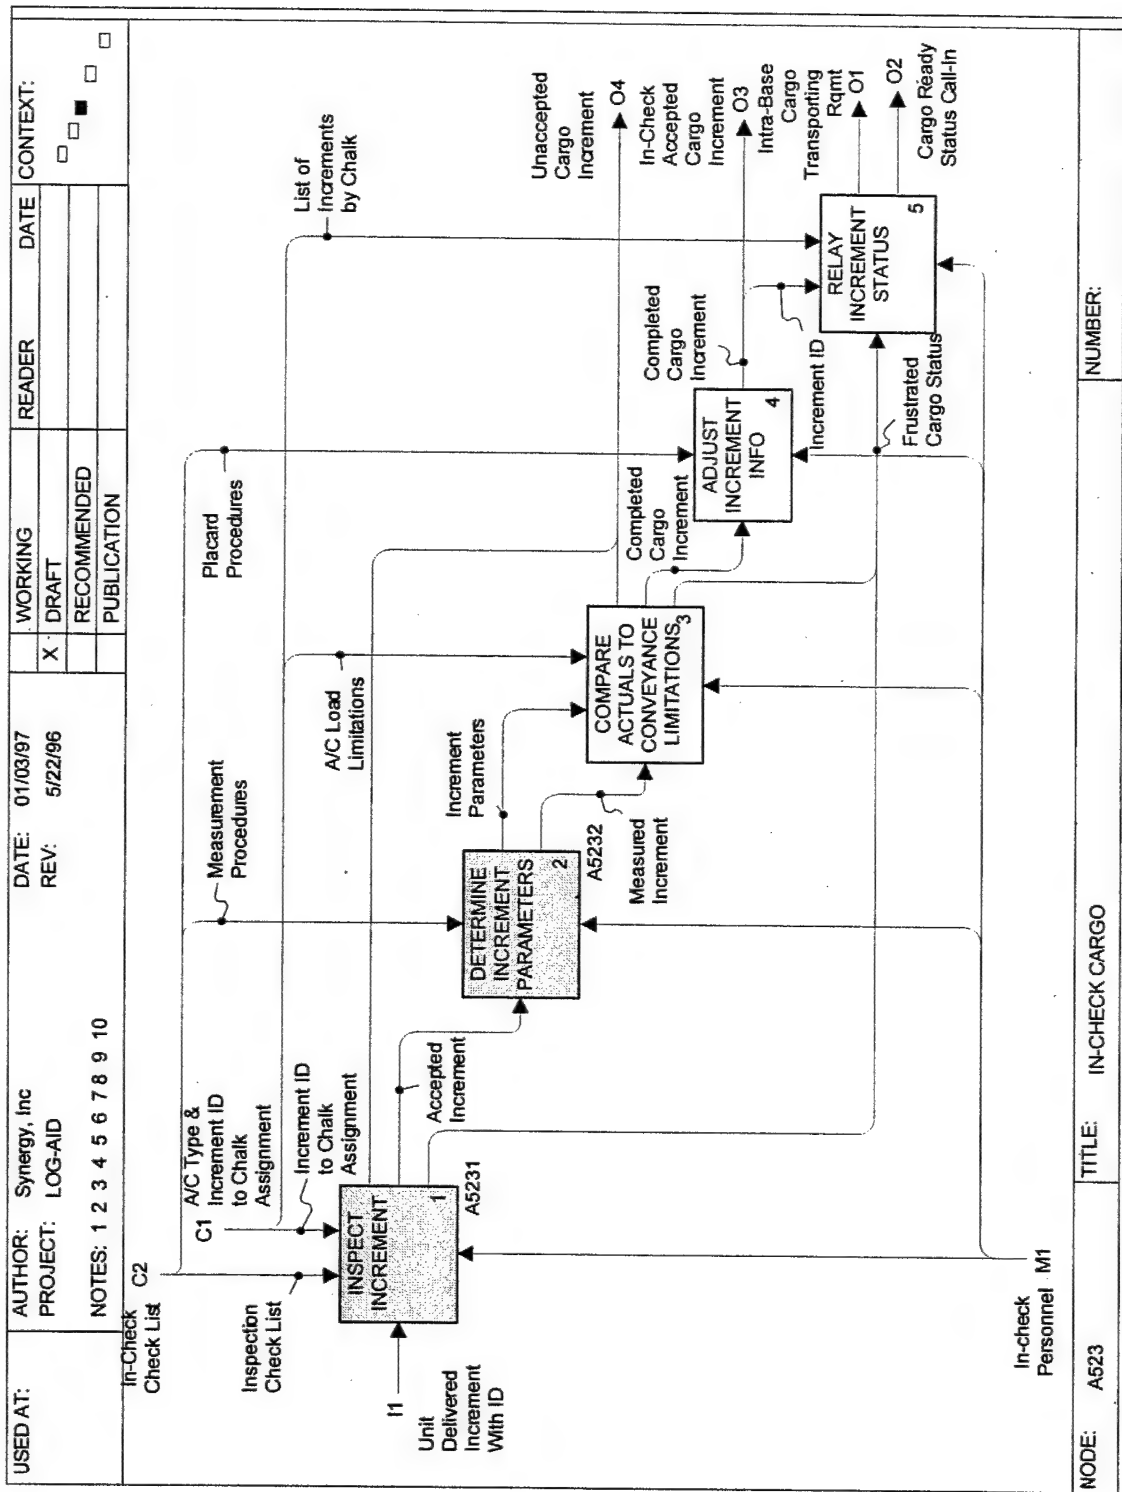 USED AT:
AUTHOR: Synergy, Inc
PROJECT: LOG-AID
NOTES: 1 2 3 4 5 6 7 8 9 10
DATE: 01/03/97
REV: 5/22/96
WORKING
X DRAFT
RECOMMENDED
PUBLICATION
READER DATE
CONTEXT:
In-Check
Check List
C2
C1
A/C Type &
Increment ID
to Chalk
Assignment
Inspection
Check List
Increment ID
to Chalk
Assignment
Measurement
Procedures
A/C Load
Limitations
Placard
Procedures
List of
Increments
by Chalk
I1
Unit
Delivered
Increment
With ID
INSPECT
INCREMENT
1
A5231
Accepted
Increment
DETERMINE
INCREMENT
PARAMETERS
2
A5232
Increment
Parameters
Measured
Increment
COMPARE
ACTUALS TO
CONVEYANCE
LIMITATIONS
3
Completed
Cargo
Increment
ADJUST
INCREMENT
INFO
4
Completed
Cargo
Increment
Increment ID
Frustrated
Cargo Status
RELAY
INCREMENT
STATUS
5
Unaccepted
Cargo
Increment
O4
In-Check
Accepted
Cargo
Increment
O3
Intra-Base
Cargo
Transporting
Rqmt
O1
O2
Cargo Ready
Status Call-In
In-check
Personnel
M1
NODE: A523
TITLE: IN-CHECK CARGO
NUMBER: